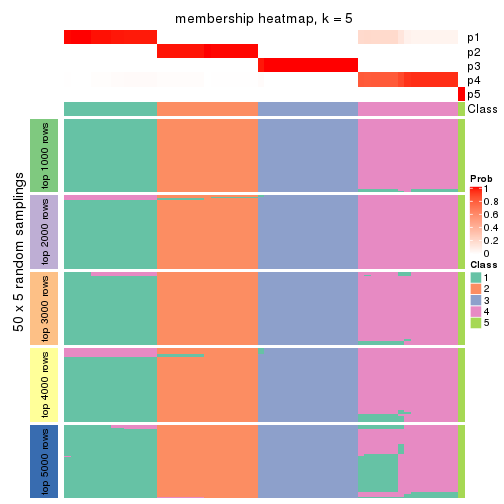 membership heatmap, k = 5
p1
p2
p3
p4
p5
Class
50 x 5 random samplings
top 1000 rows
top 2000 rows
top 3000 rows
top 4000 rows
top 5000 rows
Prob
1
0.8
0.6
0.4
0.2
0
Class
1
2
3
4
5